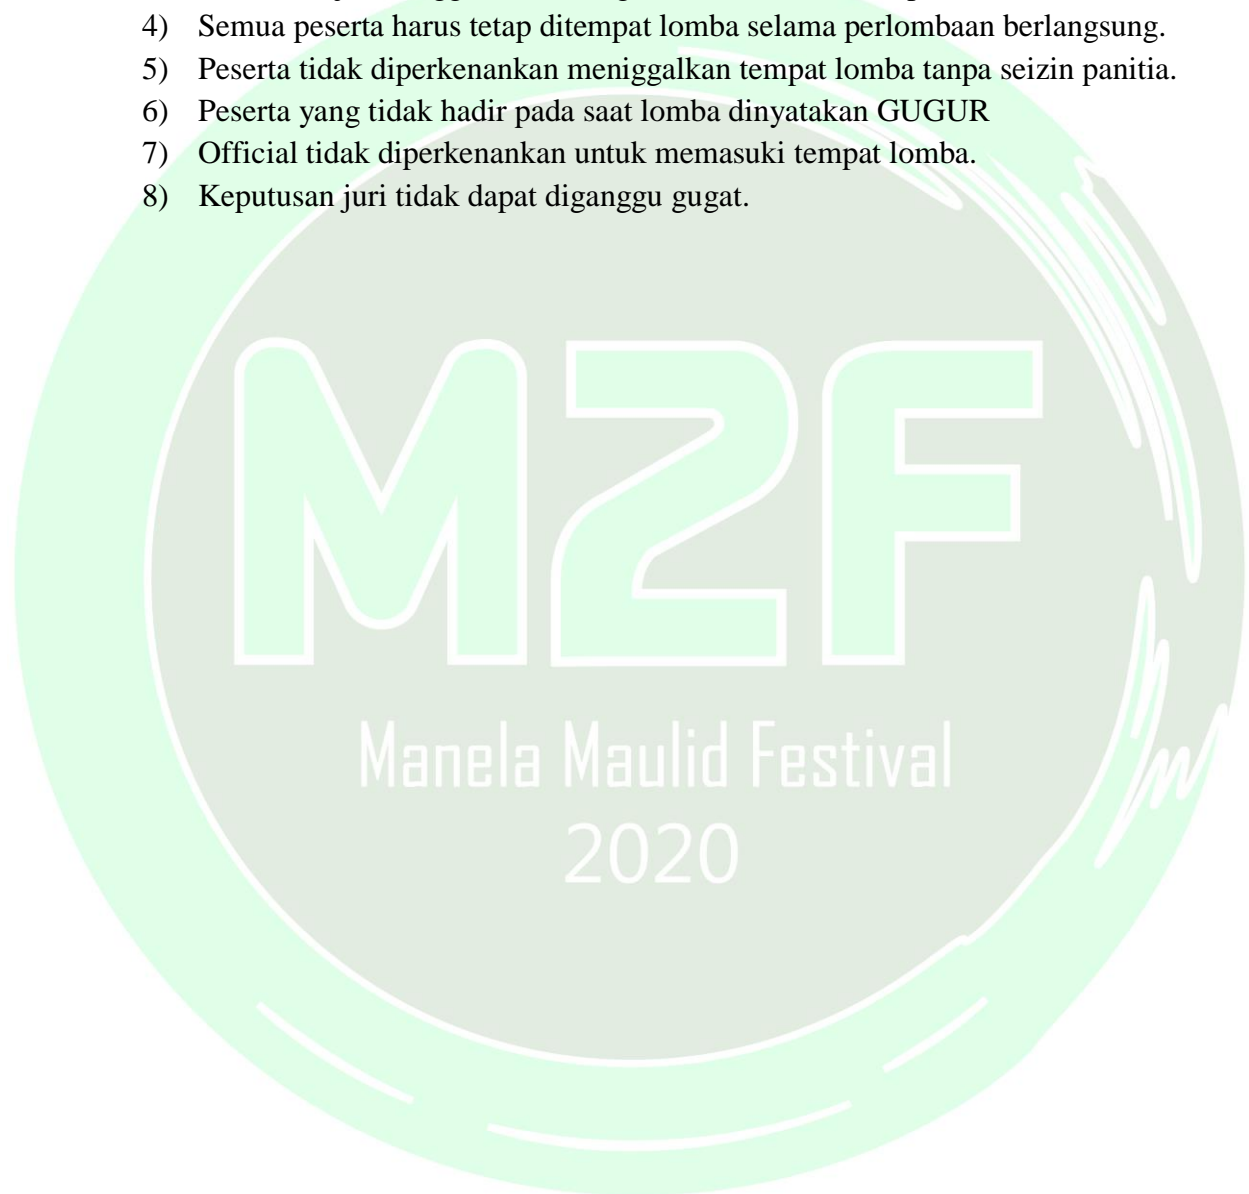 4) Semua peserta harus tetap ditempat lomba selama perlombaan berlangsung.
5) Peserta tidak diperkenankan meniggalkan tempat lomba tanpa seizin panitia.
6) Peserta yang tidak hadir pada saat lomba dinyatakan GUGUR
7) Official tidak diperkenankan untuk memasuki tempat lomba.
8) Keputusan juri tidak dapat diganggu gugat.
M2F
Manela Maulid Festival
2020